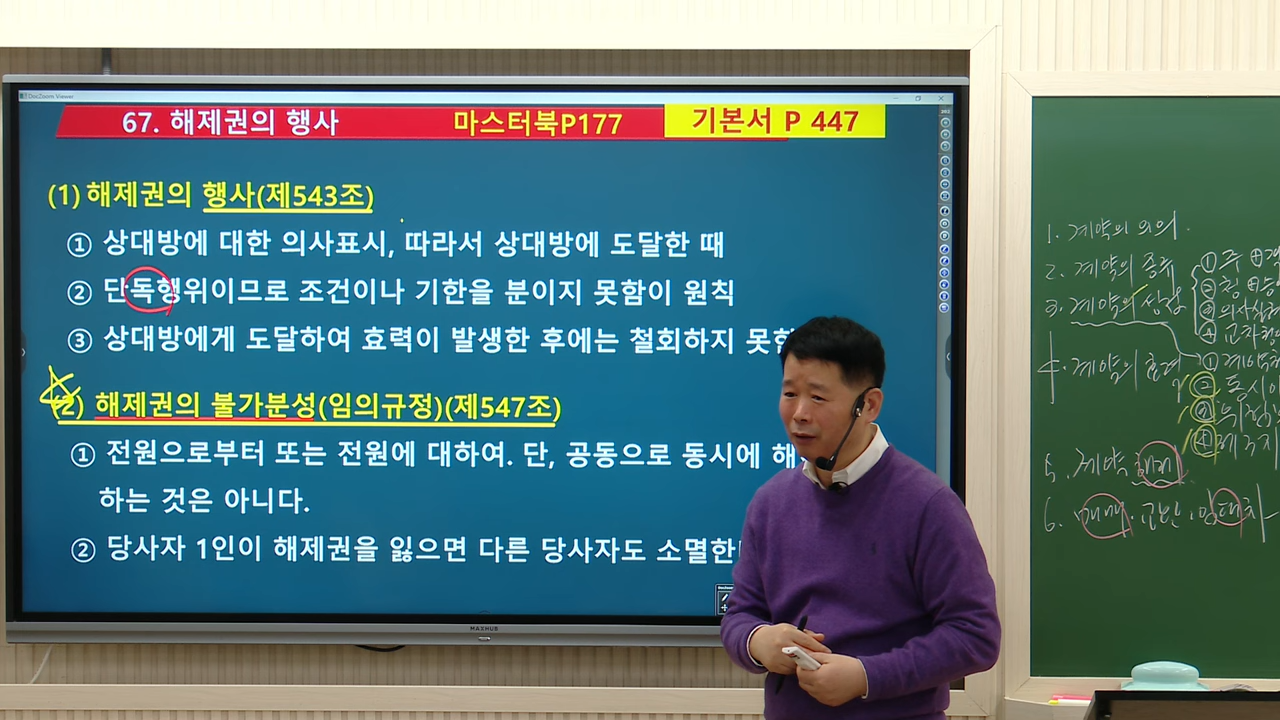 DocZoom Viewer
67. 해제권의 행사 마스터북P177 기본서 P 447
(1) 해제권의 행사(제543조)
① 상대방에 대한 의사표시, 따라서 상대방에 도달한 때
② 단독행위이므로 조건이나 기한을 분이지 못함이 원칙
③ 상대방에게 도달하여 효력이 발생한 후에는 철회하지 못
(2) 해제권의 불가분성(임의규정)(제547조)
① 전원으로부터 또는 전원에 대하여. 단, 공동으로 동시에 해
하는 것은 아니다.
② 당사자 1인이 해제권을 잃으면 다른 당사자도 소멸한
MAXHUB
1. 계약의 의의
2. 계약의 종류
3. 계약의 성립
4. 계약의 효력
5. 계약 해제
6. 매매. 교환. 임대차